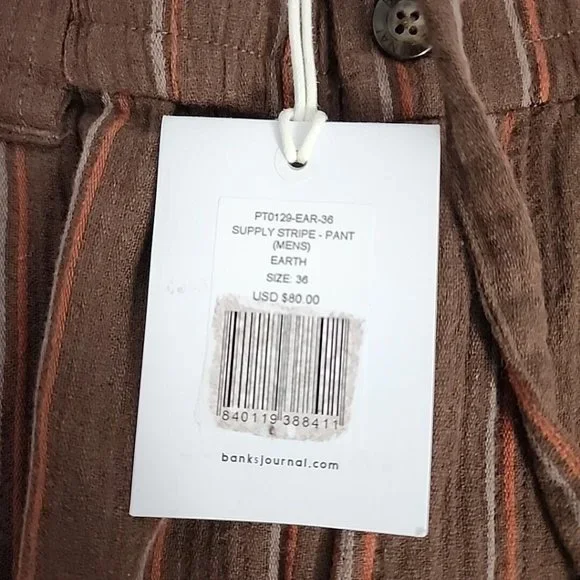 PT0129-EAR-36
SUPPLY STRIPE - PANT
(MENS)
EARTH
SIZE: 36
USD $80.00
840119 388411
banksjournal.com